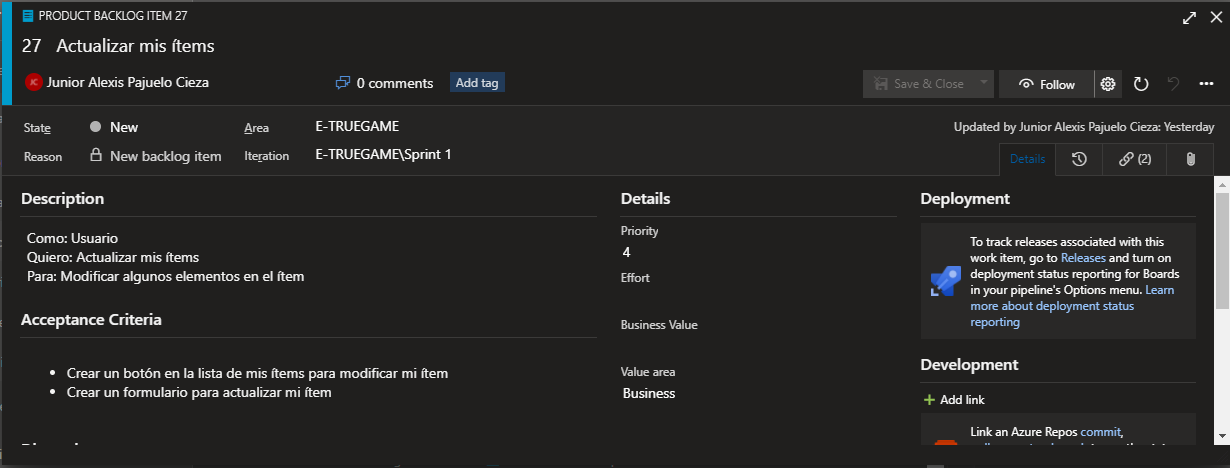 PRODUCT BACKLOG ITEM 27
27 Actualizar mis ítems
Junior Alexis Pajuelo Cieza
0 comments
Add tag
Save & Close
Follow
State
New
Area
E-TRUEGAME
Updated by Junior Alexis Pajuelo Cieza: Yesterday
Reason
New backlog item
Iteration
E-TRUEGAME\Sprint 1
Details
(2)
Description
Como: Usuario
Quiero: Actualizar mis ítems
Para: Modificar algunos elementos en el ítem
Acceptance Criteria
• Crear un botón en la lista de mis ítems para modificar mi ítem
• Crear un formulario para actualizar mi ítem
Details
Priority
4
Effort
Business Value
Value area
Business
Deployment
To track releases associated with this
work item, go to Releases and turn on
deployment status reporting for Boards
in your pipeline's Options menu. Learn
more about deployment status
reporting
Development
Add link
Link an Azure Repos commit,